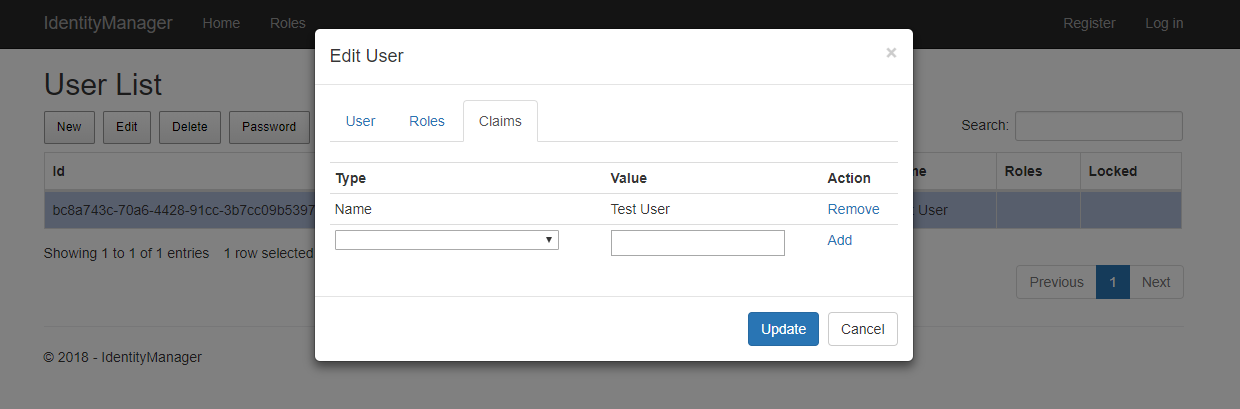 IdentityManager Home Roles Register Log in
Edit User ×
User List
User Roles Claims
New Edit Delete Password
Search:
Id Roles Locked
Type Value Action
bc8a743c-70a6-4428-91cc-3b7cc09b5397 User
Name Test User Remove
Add
Showing 1 to 1 of 1 entries 1 row selected
Previous 1 Next
Update Cancel
© 2018 - IdentityManager